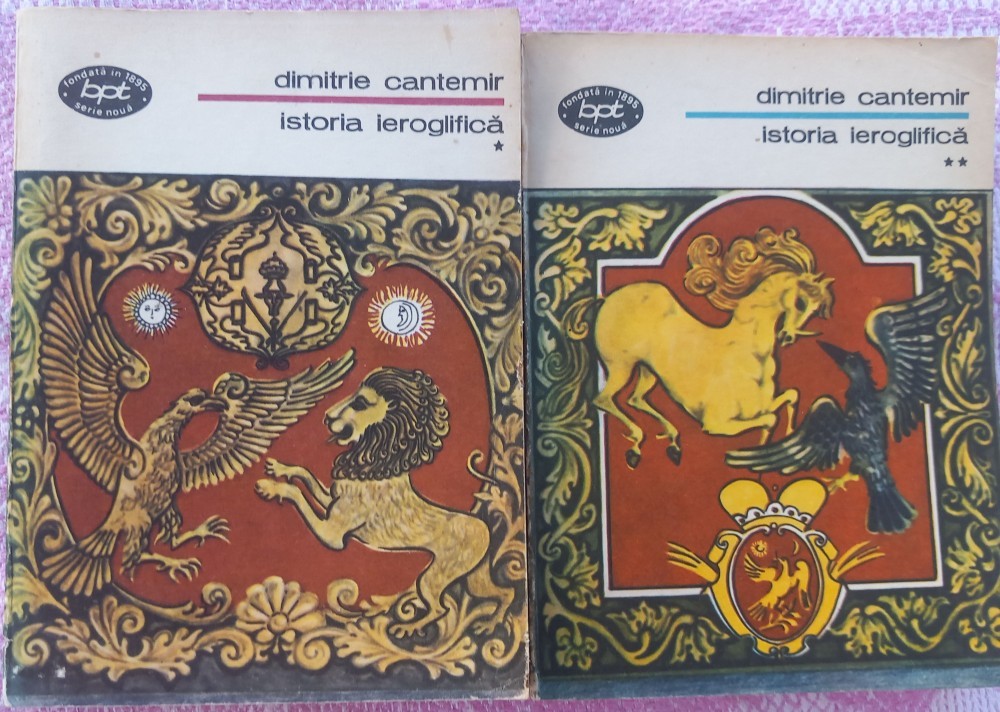 fondată în 1895
bpt
serie nouă
dimitrie cantemir
istoria ieroglifică
*
fondată în 1895
bpt
serie nouă
dimitrie cantemir
istoria ieroglifică
**